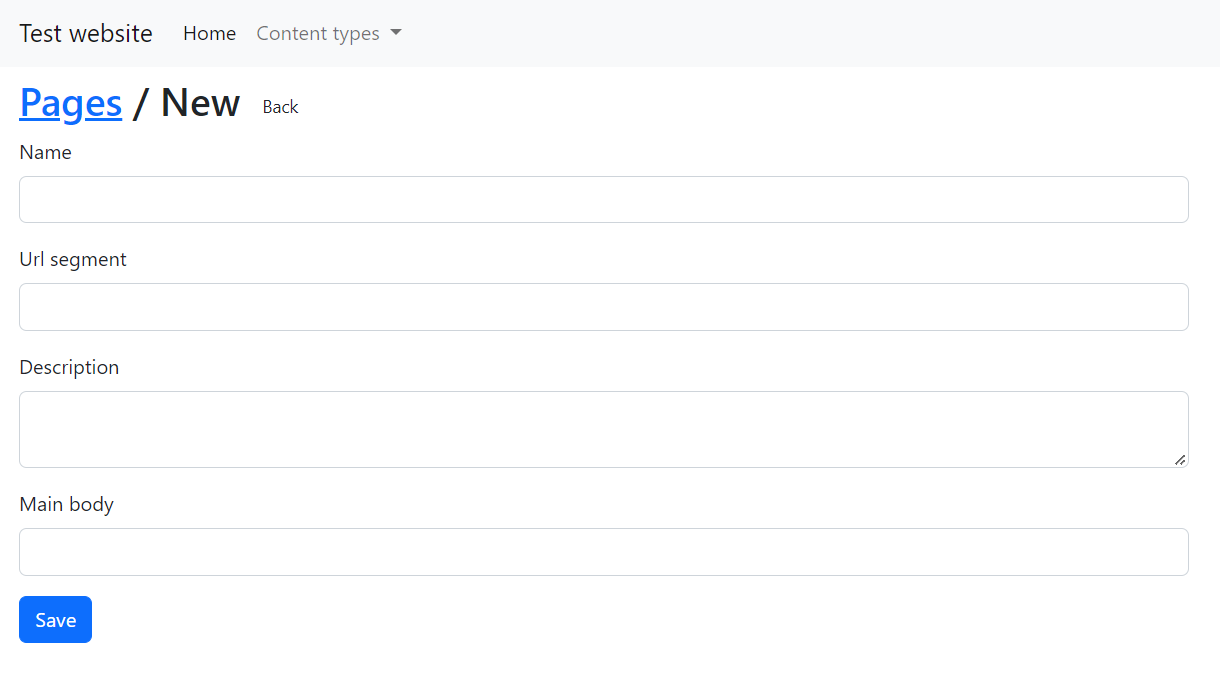 Test website Home Content types
Pages / New Back
Name
Url segment
Description
Main body
Save